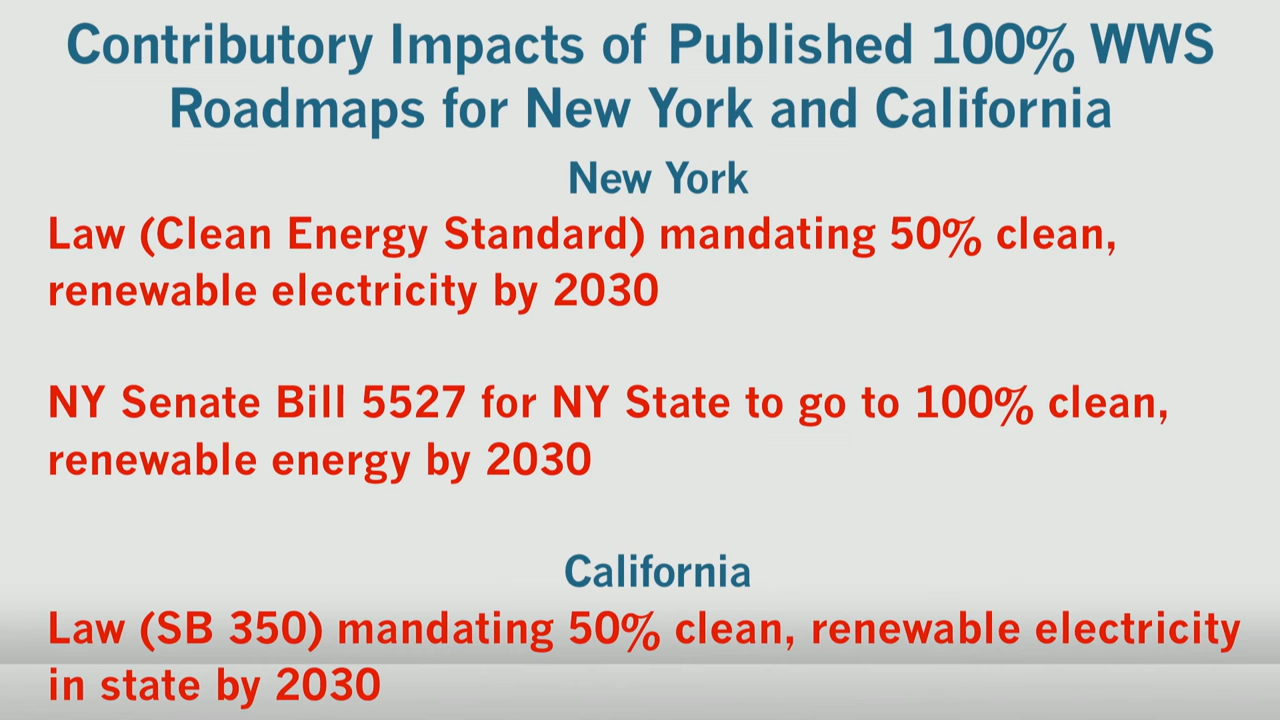 Contributory Impacts of Published 100% WWS
Roadmaps for New York and California
New York
Law (Clean Energy Standard) mandating 50% clean,
renewable electricity by 2030
NY Senate Bill 5527 for NY State to go to 100% clean,
renewable energy by 2030
California
Law (SB 350) mandating 50% clean, renewable electricity
in state by 2030